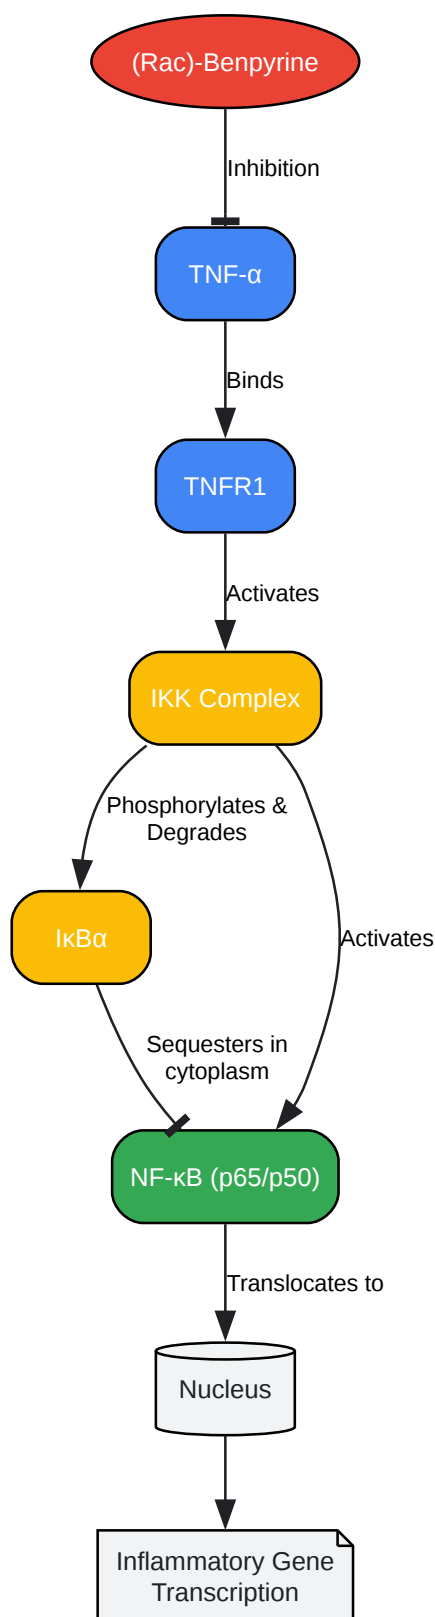 (Rac)-Benpyrine
Inhibition
TNF-α
Binds
TNFR1
Activates
IKK Complex
Phosphorylates &
Degrades
IκBα
Activates
Sequesters in
cytoplasm
NF-κB (p65/p50)
Translocates to
Nucleus
Inflammatory Gene
Transcription